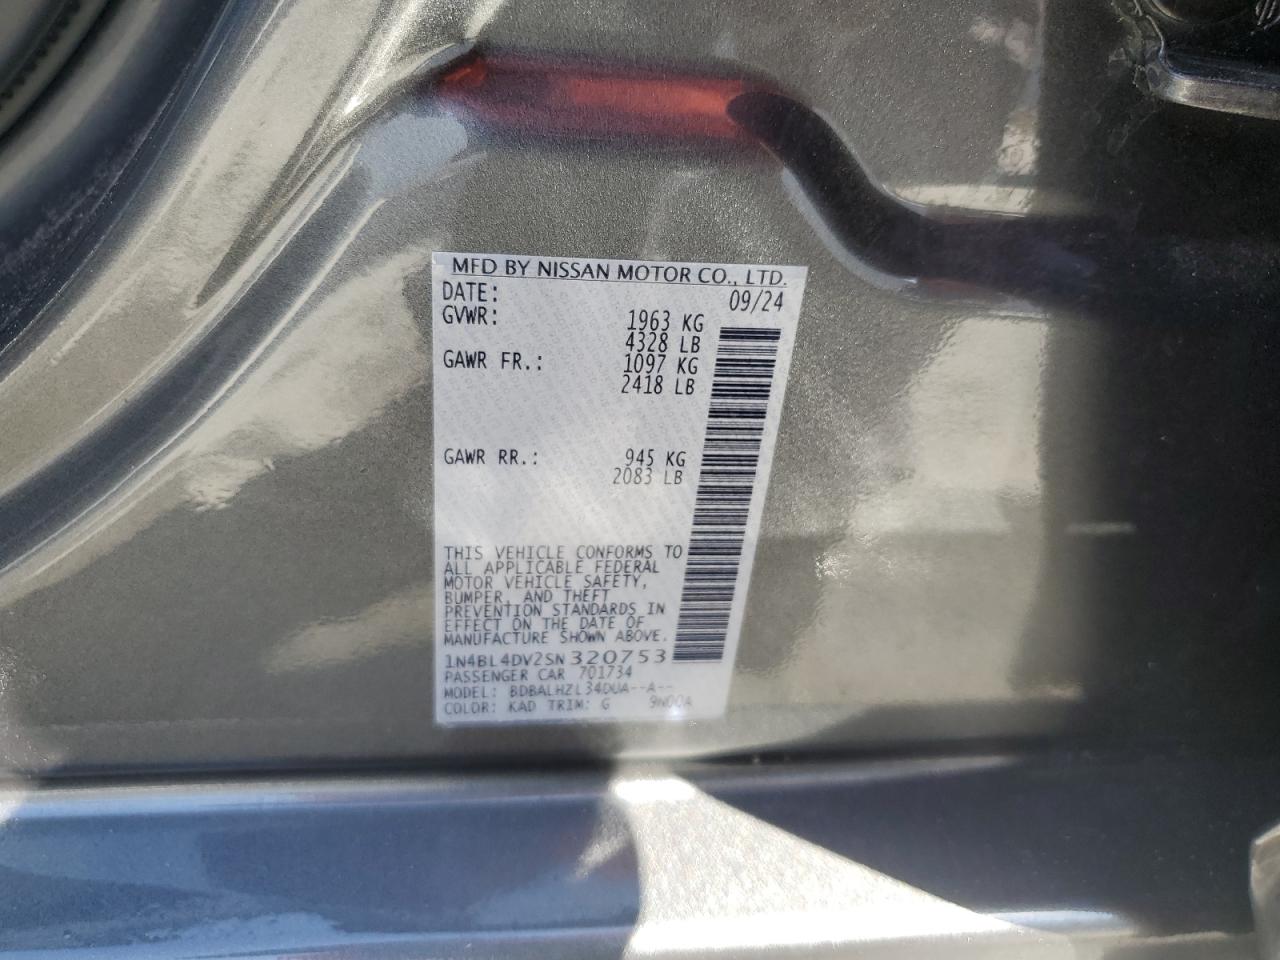 MFD BY NISSAN MOTOR CO., LTD.
DATE: 09/24
GVWR: 1963 KG
4328 LB
GAWR FR.: 1097 KG
2418 LB
GAWR RR.: 945 KG
2083 LB
THIS VEHICLE CONFORMS TO
ALL APPLICABLE FEDERAL
MOTOR VEHICLE SAFETY,
BUMPER, AND THEFT
PREVENTION STANDARDS IN
EFFECT ON THE DATE OF
MANUFACTURE SHOWN ABOVE.
1N4BL4DV2SN320753
PASSENGER CAR 701734
MODEL: BDBALHZL34DUA--A--
COLOR: KAD TRIM: G 9N00A